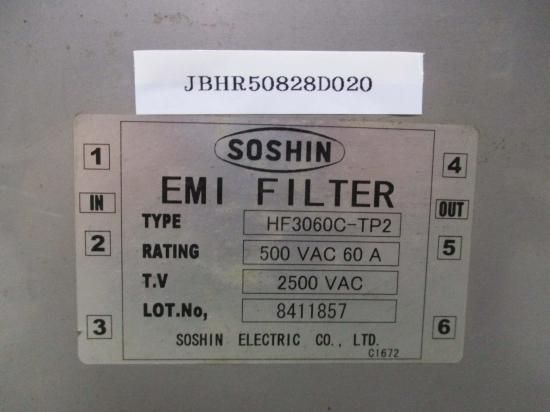 JBHR50828D020
SOSHIN
EMI FILTER
1 IN 2 3
4 OUT 5 6
TYPE HF3060C-TP2
RATING 500 VAC 60 A
T.V 2500 VAC
LOT.No, 8411857
SOSHIN ELECTRIC CO., LTD.
C1672